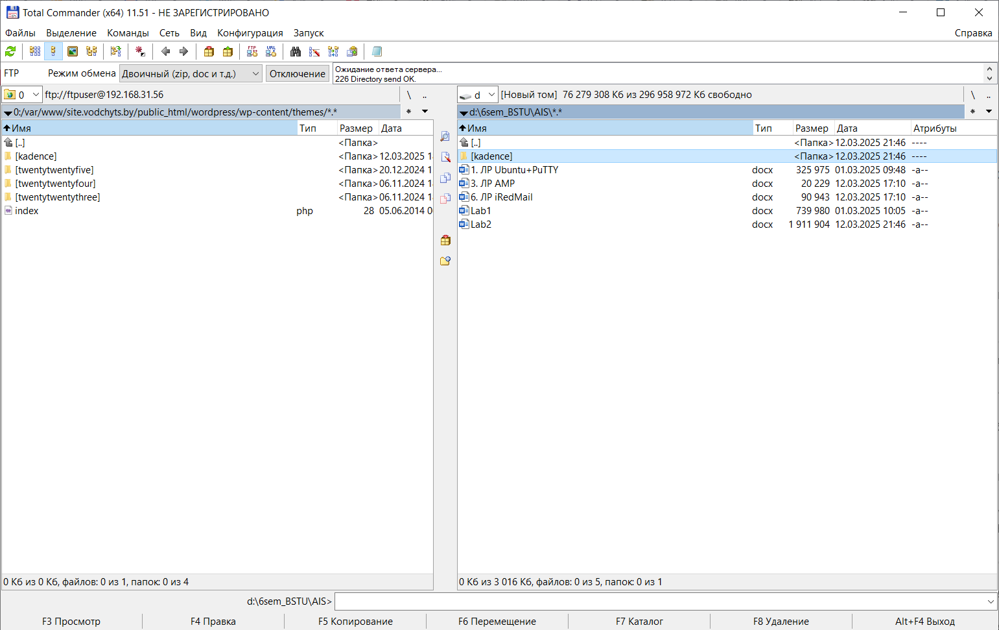 Total Commander (x64) 11.51 - НЕ ЗАРЕГИСТРИРОВАНО
Файлы Выделение Команды Сеть Вид Конфигурация Запуск Справка
FTP URL
FTP Режим обмена Двоичный (zip, doc и т.д.) Отключение
Ожидание ответа сервера...
226 Directory send OK.
0 ftp://ftpuser@192.168.31.56 \ ..
0:/var/www/site.vodchyts.by/public_html/wordpress/wp-content/themes/*.* *
Имя Тип Размер Дата
[..] <Папка>
[kadence] <Папка> 12.03.2025 1
[twentytwentyfive] <Папка> 20.12.2024 1
[twentytwentyfour] <Папка> 06.11.2024 1
[twentytwentythree] <Папка> 06.11.2024 1
index php 28 05.06.2014 0
0 Кб из 0 Кб, файлов: 0 из 1, папок: 0 из 4
d [Новый том] 76 279 308 Кб из 296 958 972 Кб свободно \ ..
d:\6sem_BSTU\AIS\*.* *
Имя Тип Размер Дата Атрибуты
[..] <Папка> 12.03.2025 21:46 ----
[kadence] <Папка> 12.03.2025 21:46 ----
1. ЛР Ubuntu+PuTTY docx 325 975 01.03.2025 09:48 -a--
3. ЛР AMP docx 20 229 12.03.2025 17:10 -a--
6. ЛР iRedMail docx 90 943 12.03.2025 17:10 -a--
Lab1 docx 739 980 01.03.2025 10:05 -a--
Lab2 docx 1 911 904 12.03.2025 21:46 -a--
0 Кб из 3 016 Кб, файлов: 0 из 5, папок: 0 из 1
d:\6sem_BSTU\AIS>
F3 Просмотр F4 Правка F5 Копирование F6 Перемещение F7 Каталог F8 Удаление Alt+F4 Выход